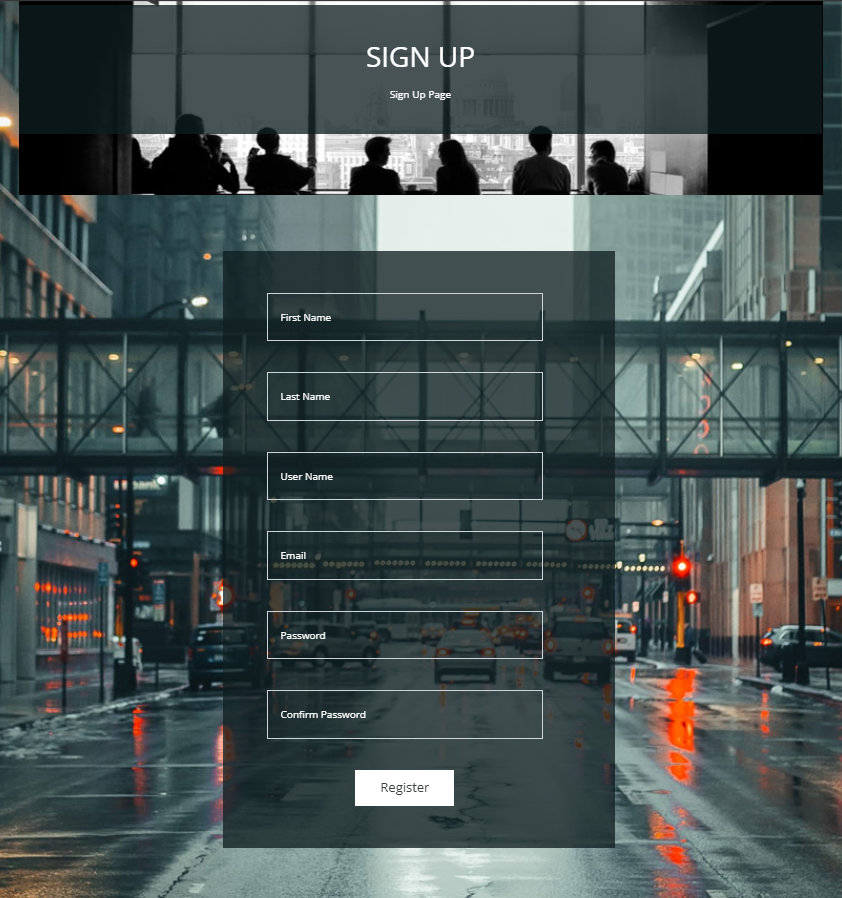 SIGN UP
Sign Up Page
First Name
Last Name
User Name
Email
Password
Confirm Password
Register